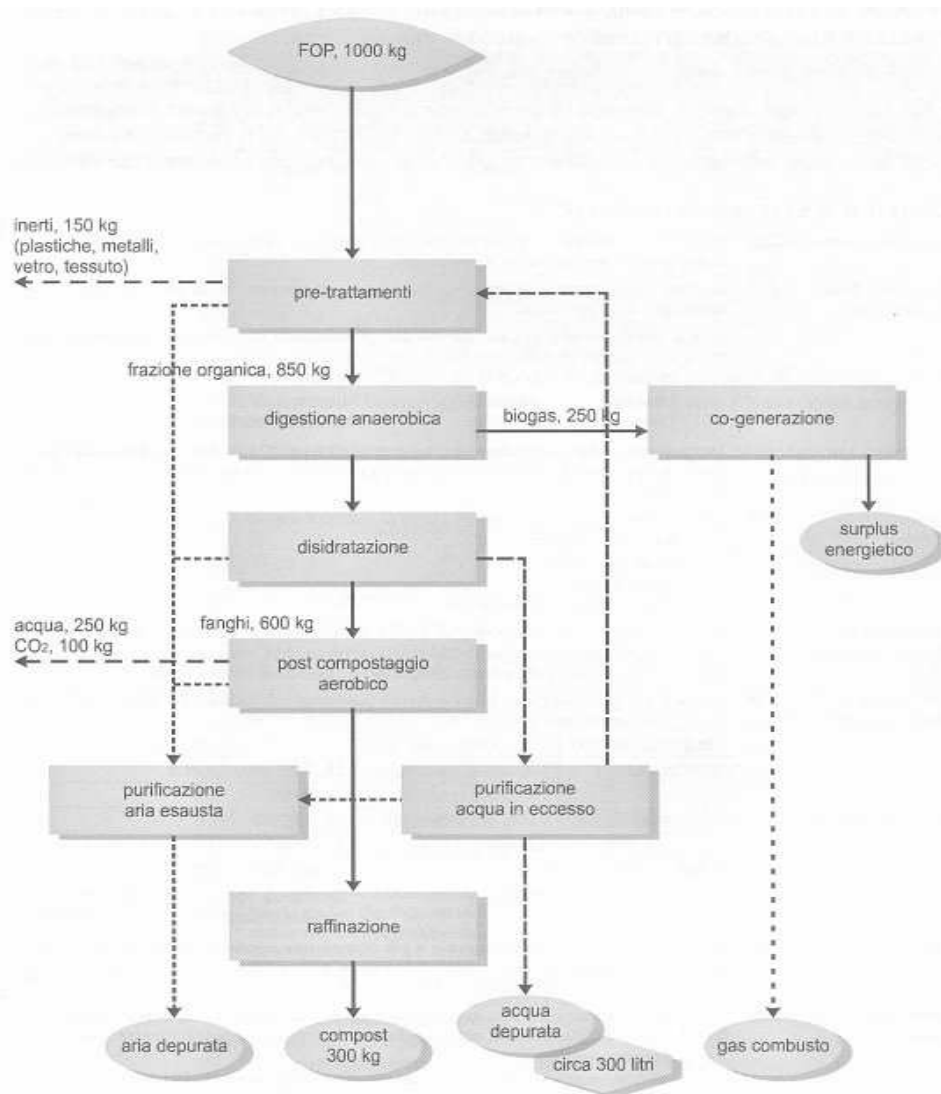 FOP, 1000 kg
inerti, 150 kg
(plastiche, metalli,
vetro, tessuto)
pre-trattamenti
frazione organica, 850 kg
digestione anaerobica
biogas, 250 kg
co-generazione
surplus
energietico
disidratazione
acqua, 250 kg
CO₂, 100 kg
fanghi, 600 kg
post compostaggio
aerobico
purificazione
aria esausta
purificazione
acqua in eccesso
raffinazione
aria depurata
compost
300 kg
acqua
depurata
circa 300 litri
gas combusto